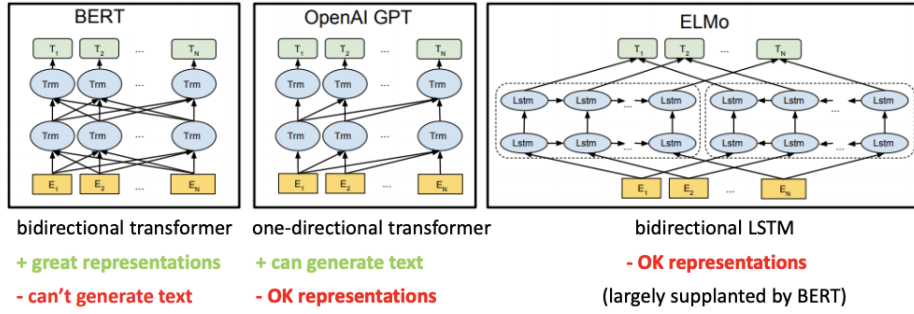 BERT
T1 T2 ... TN
Trm Trm ... Trm
Trm Trm ... Trm
E1 E2 ... EN
bidirectional transformer
+ great representations
- can't generate text
OpenAI GPT
T1 T2 ... TN
Trm Trm ... Trm
Trm Trm ... Trm
E1 E2 ... EN
one-directional transformer
+ can generate text
- OK representations
ELMo
T1 T2 ... TN
Lstm Lstm ... Lstm Lstm Lstm ... Lstm
Lstm Lstm ... Lstm Lstm Lstm ... Lstm
E1 E2 ... EN
bidirectional LSTM
- OK representations
(largely supplanted by BERT)